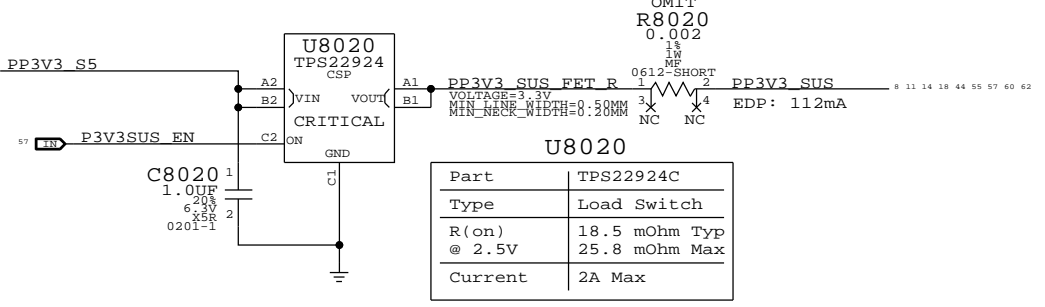 OMIT
R8020
0.002
1%
1W
MF
0612-SHORT
U8020
TPS22924
CSP
PP3V3_S5
A2
B2
VIN
VOUT
A1
B1
PP3V3_SUS_FET_R
VOLTAGE=3.3V
MIN_LINE_WIDTH=0.50MM
MIN_NECK_WIDTH=0.20MM
1
2
3
4
NC
NC
PP3V3_SUS
8 11 14 18 44 55 57 60 62
EDP: 112mA
CRITICAL
57
IN
P3V3SUS_EN
C2
ON
GND
C1
C8020
1.0UF
20%
6.3V
X5R
0201-1
1
2
U8020
Part TPS22924C
Type Load Switch
R(on) 18.5 mOhm Typ
@ 2.5V 25.8 mOhm Max
Current 2A Max